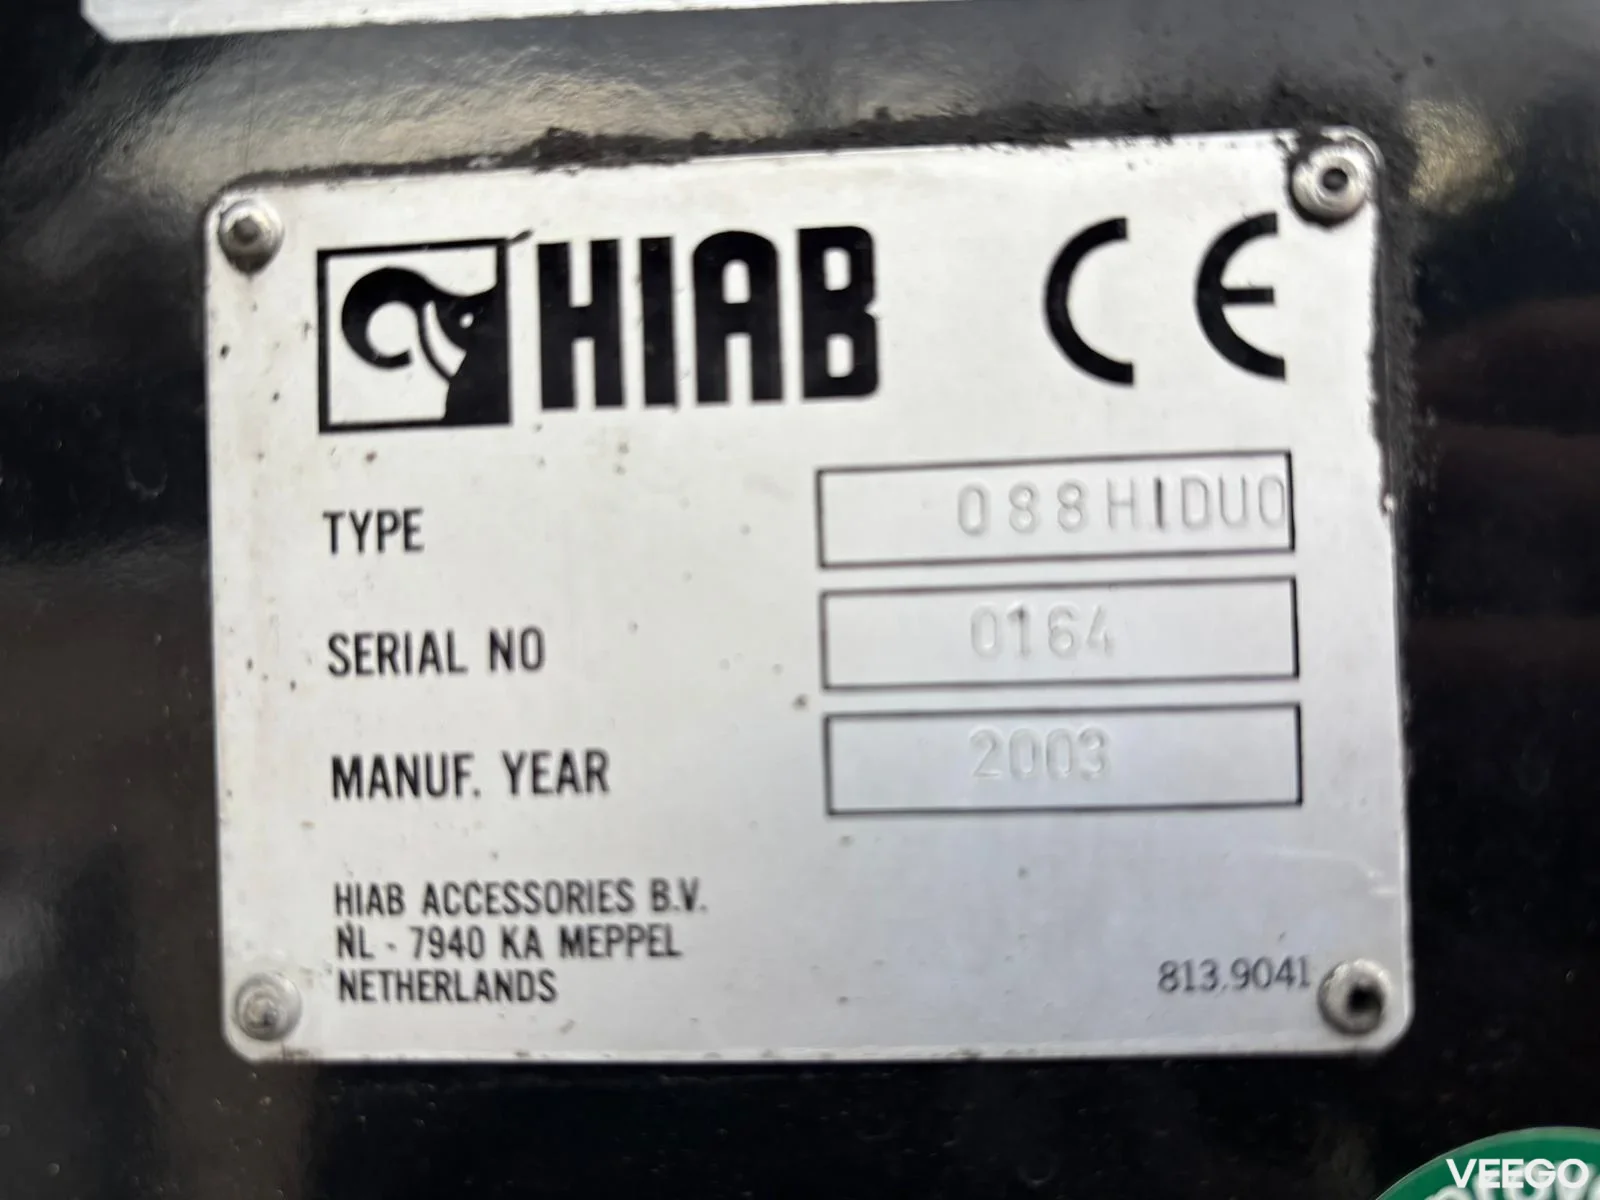 HIAB CE
TYPE 088HIDUO
SERIAL NO 0164
MANUF. YEAR 2003
HIAB ACCESSORIES B.V.
NL - 7940 KA MEPPEL
NETHERLANDS
813.9041
VEEGO